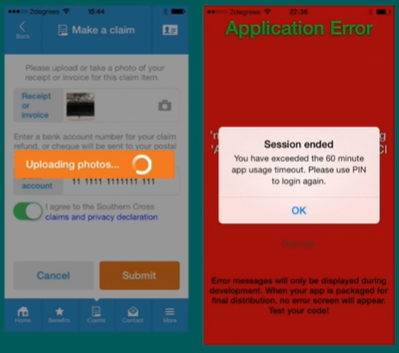 2degrees
15:44
Back
Make a claim
Please upload or take a photo of your
receipt or invoice for this claim item.
Receipt
or
invoice
Enter a bank account number for your claim
refund, or cheque will be sent to your postal
Uploading photos...
account
11-1111-1111111-111
I agree to the Southern Cross
claims and privacy declaration
Cancel
Submit
Home
Benefits
Claims
Contact
More
2degrees
22:36
Application Error
Session ended
You have exceeded the 60 minute
app usage timeout. Please use PIN
to login again.
OK
Error messages will only be displayed during
development. When your app is packaged for
final distribution, no error screen will appear.
Test your code!